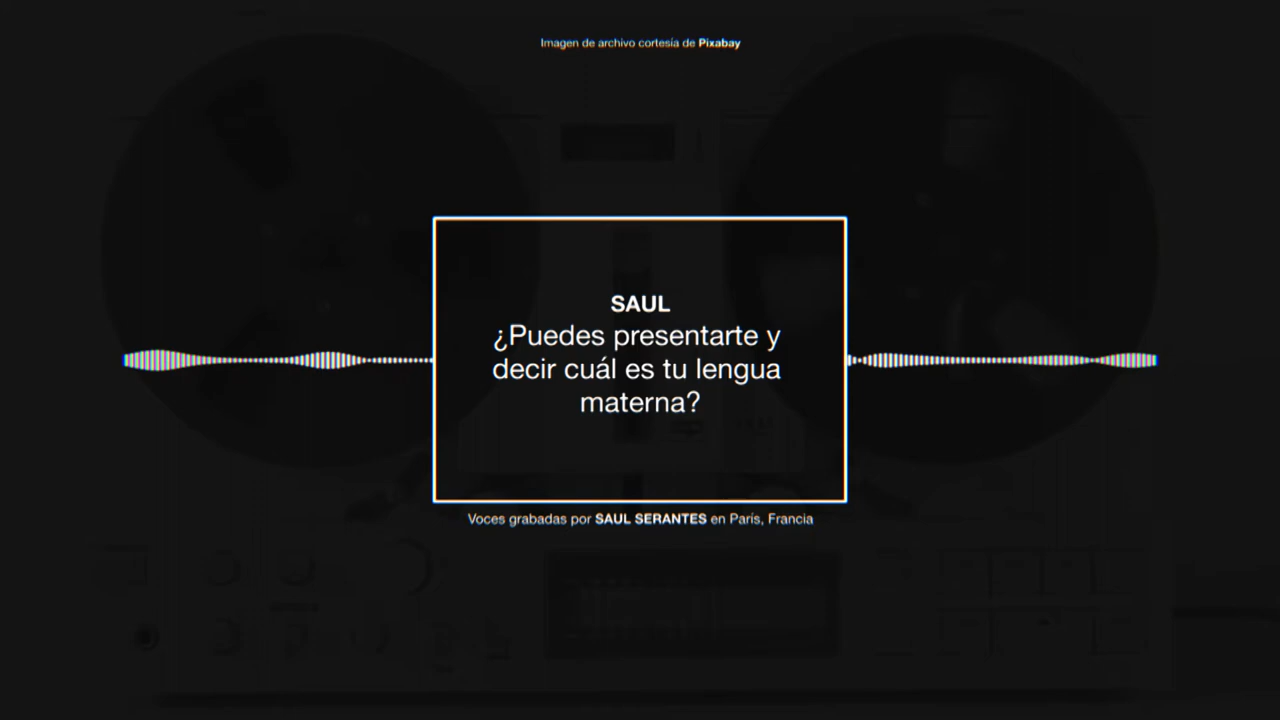 Imagen de archivo cortesía de Pixabay
SAUL
¿Puedes presentarte y
decir cuál es tu lengua
materna?
Voces grabadas por SAUL SERANTES en París, Francia